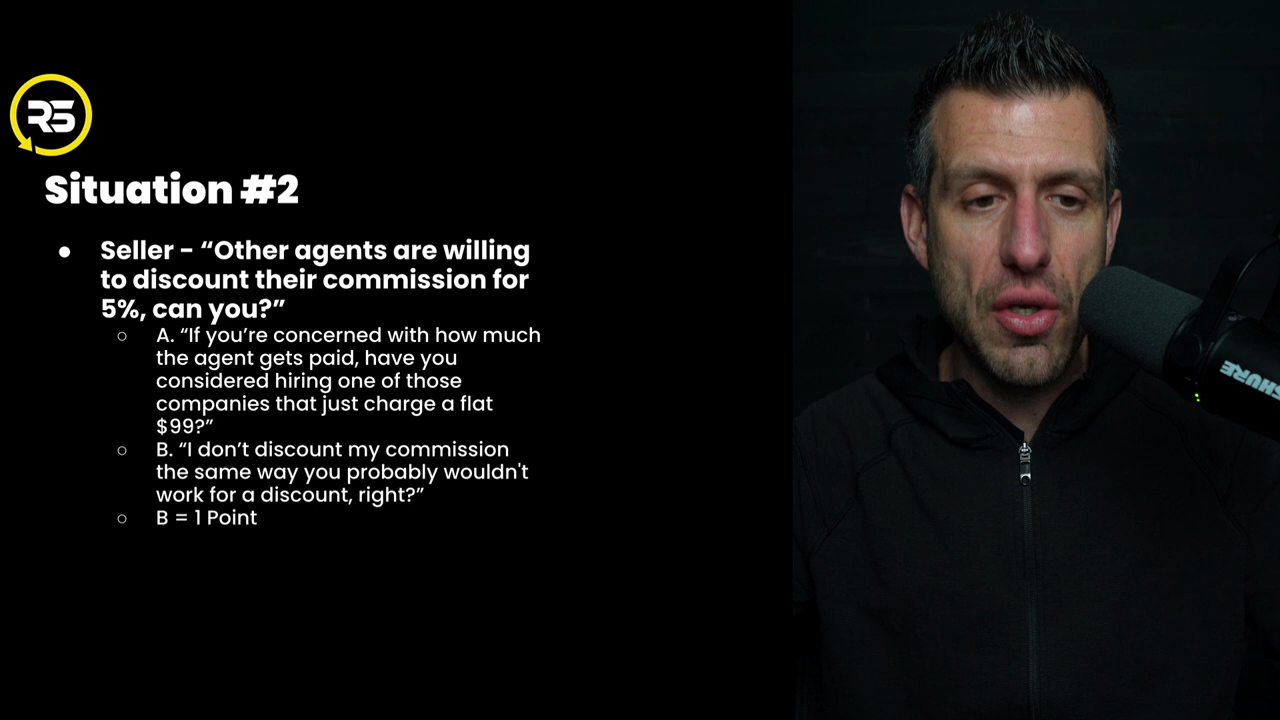 RS
Situation #2
● Seller - “Other agents are willing
to discount their commission for
5%, can you?”
○ A. “If you’re concerned with how much
the agent gets paid, have you
considered hiring one of those
companies that just charge a flat
$99?”
○ B. “I don’t discount my commission
the same way you probably wouldn't
work for a discount, right?”
○ B = 1 Point
SHURE